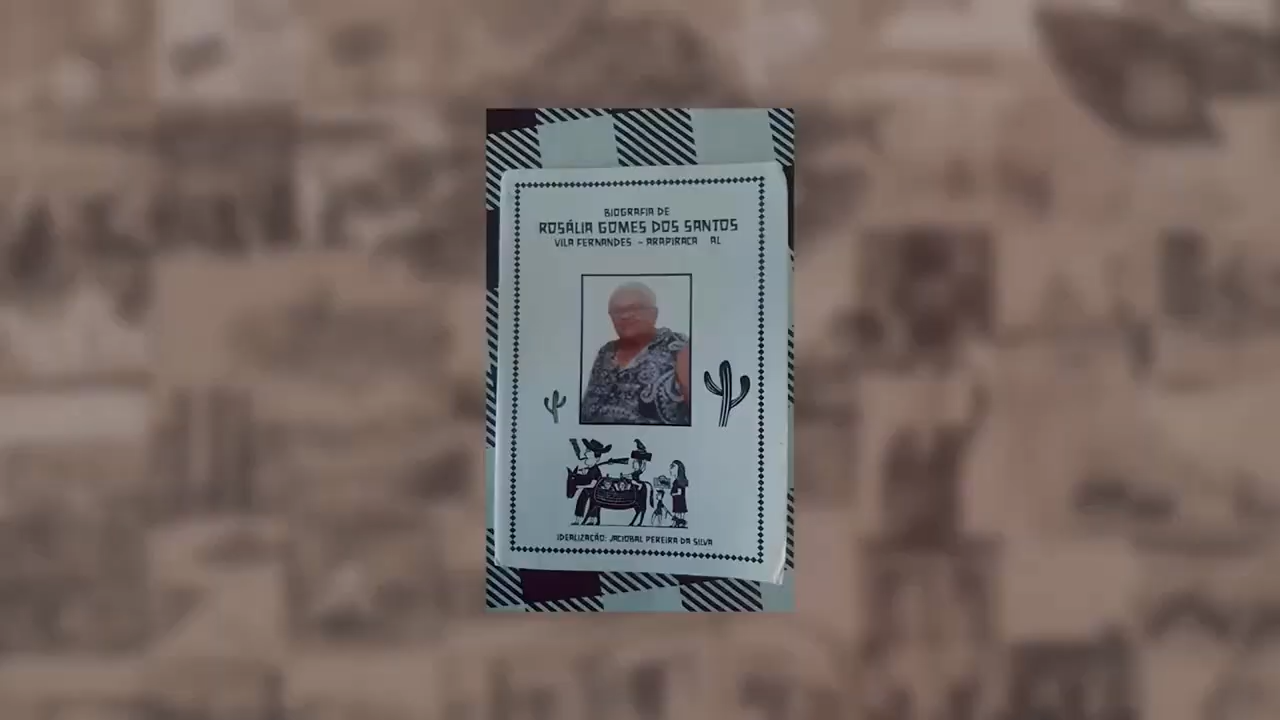 BIOGRAFIA DE
ROSÁLIA GOMES DOS SANTOS
VILA FERNANDES - ARAPIRACA AL
IDEALIZAÇÃO: JACIOBAL PEREIRA DA SILVA